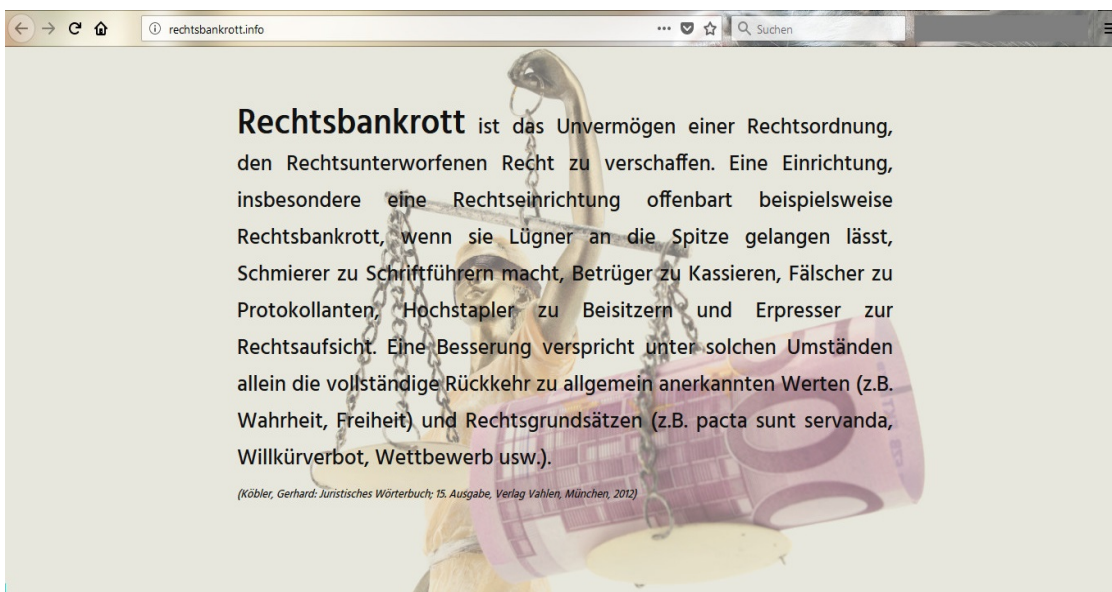 rechtsbankrott.info
Suchen
Rechtsbankrott ist das Unvermögen einer Rechtsordnung,
den Rechtsunterworfenen Recht zu verschaffen. Eine Einrichtung,
insbesondere eine Rechtseinrichtung offenbart beispielsweise
Rechtsbankrott, wenn sie Lügner an die Spitze gelangen lässt,
Schmierer zu Schriftführern macht, Betrüger zu Kassieren, Fälscher zu
Protokollanten, Hochstapler zu Beisitzern und Erpresser zur
Rechtsaufsicht. Eine Besserung verspricht unter solchen Umständen
allein die vollständige Rückkehr zu allgemein anerkannten Werten (z.B.
Wahrheit, Freiheit) und Rechtsgrundsätzen (z.B. pacta sunt servanda,
Willkürverbot, Wettbewerb usw.).
(Köbler, Gerhard: Juristisches Wörterbuch; 15. Ausgabe, Verlag Vahlen, München, 2012)